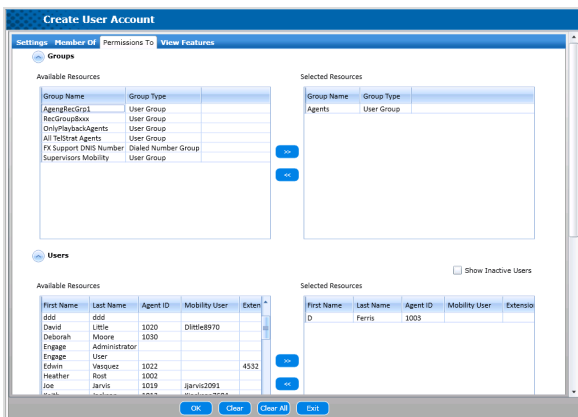 Create User Account
Settings Member Of Permissions To View Features
Groups
Available Resources
Group Name Group Type
AgengRecGrp1 User Group
RecGroup8xxx User Group
OnlyPlaybackAgents User Group
All TelStrat Agents User Group
FX Support DNIS Number Dialed Number Group
Supervisors Mobility User Group
>>
<<
Selected Resources
Group Name Group Type
Agents User Group
Users
Show Inactive Users
Available Resources
First Name Last Name Agent ID Mobility User Exten
ddd ddd
David Little 1020 Dlittle8970
Deborah Moore 1030
Engage Administrator
Engage User
Edwin Vasquez 1022 4532
Heather Rost 1002
Joe Jarvis 1019 Jjarvis2091
>>
<<
Selected Resources
First Name Last Name Agent ID Mobility User Extensio
D Ferris 1003
OK Clear Clear All Exit